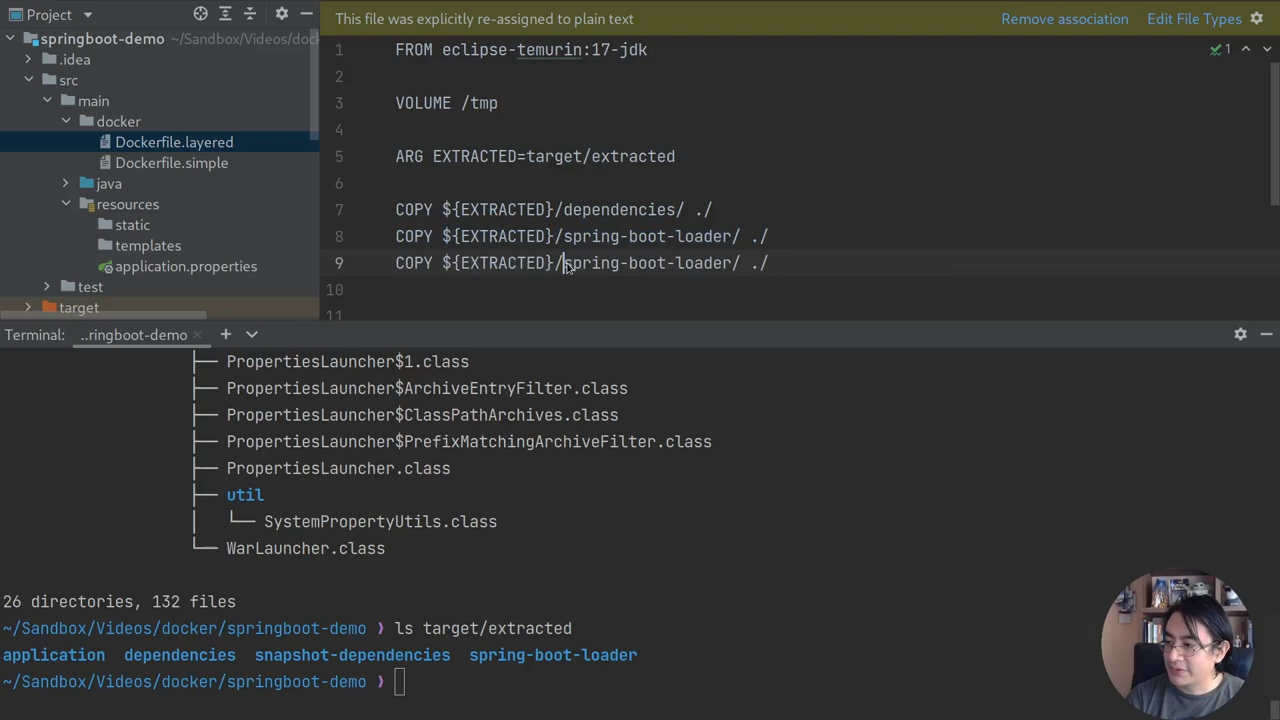 Project
springboot-demo ~/Sandbox/Videos/doc
.idea
src
main
docker
Dockerfile.layered
Dockerfile.simple
java
resources
static
templates
application.properties
test
target
This file was explicitly re-assigned to plain text
Remove association Edit File Types
1 FROM eclipse-temurin:17-jdk
1
2
3 VOLUME /tmp
4
5 ARG EXTRACTED=target/extracted
6
7 COPY ${EXTRACTED}/dependencies/ ./
8 COPY ${EXTRACTED}/spring-boot-loader/ ./
9 COPY ${EXTRACTED}/spring-boot-loader/ ./
10
11
Terminal: ..ringboot-demo
├── PropertiesLauncher$1.class
├── PropertiesLauncher$ArchiveEntryFilter.class
├── PropertiesLauncher$ClassPathArchives.class
├── PropertiesLauncher$PrefixMatchingArchiveFilter.class
├── PropertiesLauncher.class
├── util
│   └── SystemPropertyUtils.class
└── WarLauncher.class
26 directories, 132 files
~/Sandbox/Videos/docker/springboot-demo ❯ ls target/extracted
application dependencies snapshot-dependencies spring-boot-loader
~/Sandbox/Videos/docker/springboot-demo ❯